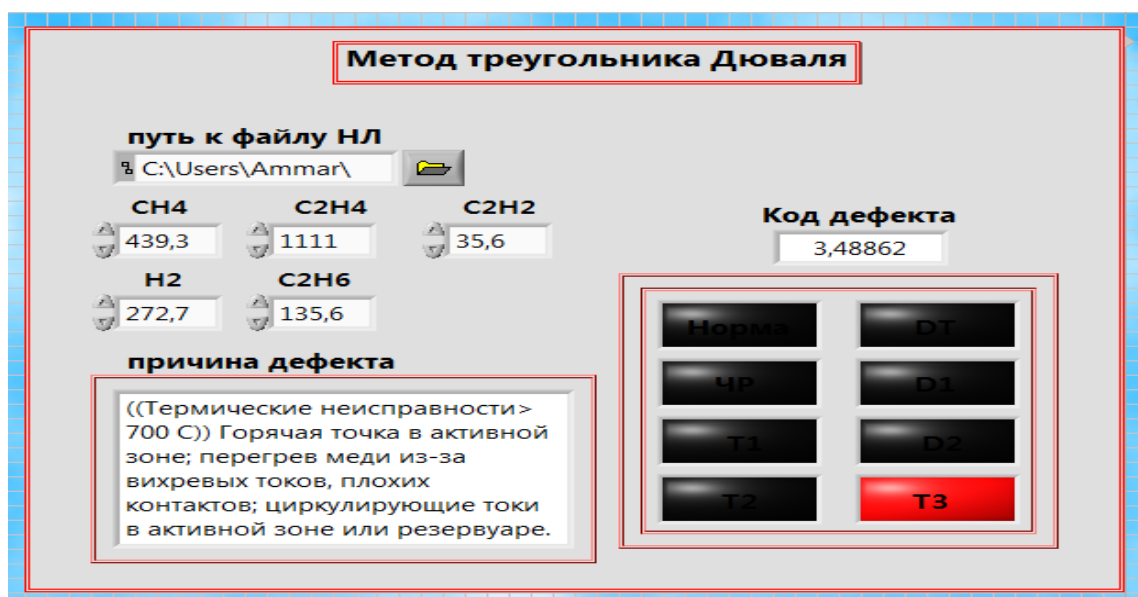 Метод треугольника Дюваля
путь к файлу НЛ
C:\Users\Ammar\
CH4 C2H4 C2H2
439,3 1111 35,6
H2 C2H6
272,7 135,6
Код дефекта
3,48862
причина дефекта
((Термические неисправности>
700 C)) Горячая точка в активной
зоне; перегрев меди из-за
вихревых токов, плохих
контактов; циркулирующие токи
в активной зоне или резервуаре.
Норма DT
ЧР D1
T1 D2
T2 T3